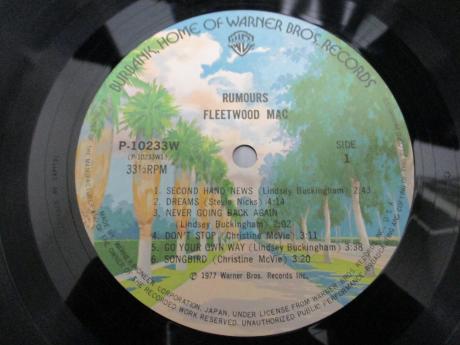 BURBANK, HOME OF WARNER BROS. RECORDS
RUMOURS
FLEETWOOD MAC
P-10233W
(P-10233W1)
33⅓RPM
SIDE
1
1. SECOND HAND NEWS (Lindsey Buckingham) 2:43
2. DREAMS (Stevie Nicks) 4:14
3. NEVER GOING BACK AGAIN
(Lindsey Buckingham) 2:02
4. DON'T STOP (Christine McVie) 3:11
5. GO YOUR OWN WAY (Lindsey Buckingham) 3:38
6. SONGBIRD (Christine McVie) 3:20
℗ 1977 Warner Bros. Records Inc.
PIONEER CORPORATION, JAPAN, UNDER LICENSE FROM WARNER
THE RECORDED WORK RESERVED. UNAUTHORIZED PUBLIC PERFORMANCE,